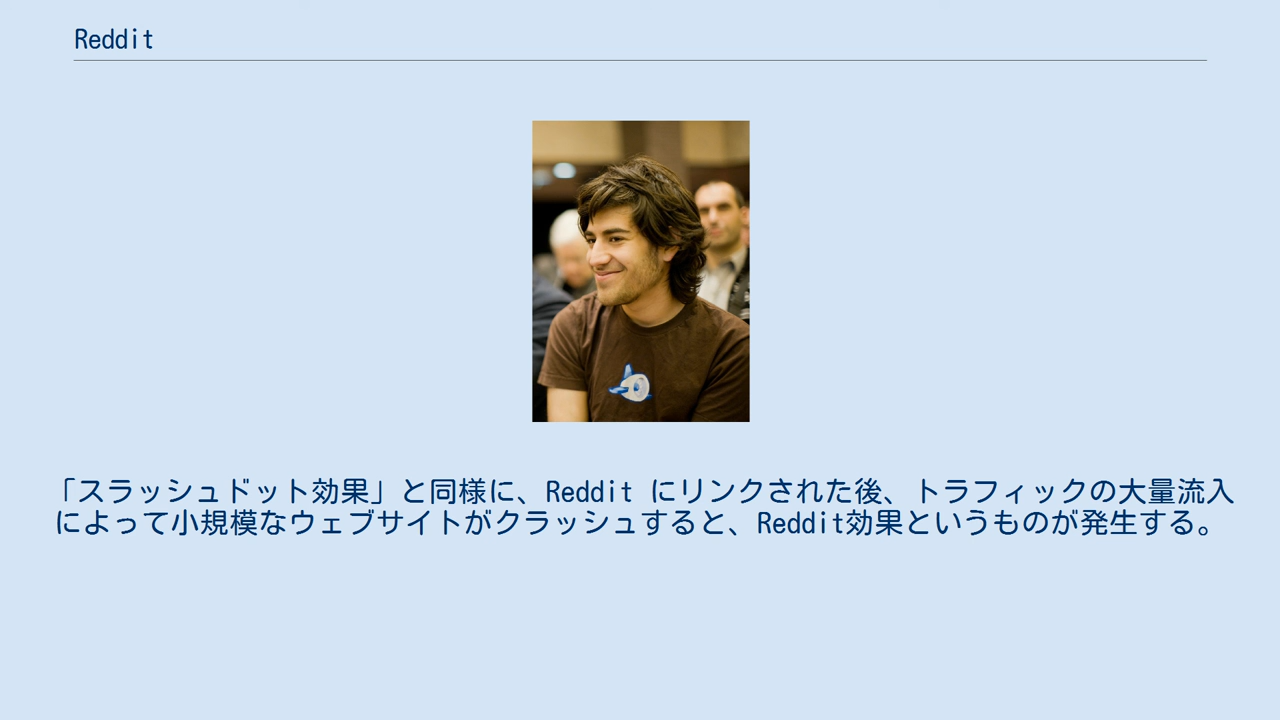 Reddit
「スラッシュドット効果」と同様に、Reddit にリンクされた後、トラフィックの大量流入
によって小規模なウェブサイトがクラッシュすると、Reddit効果というものが発生する。